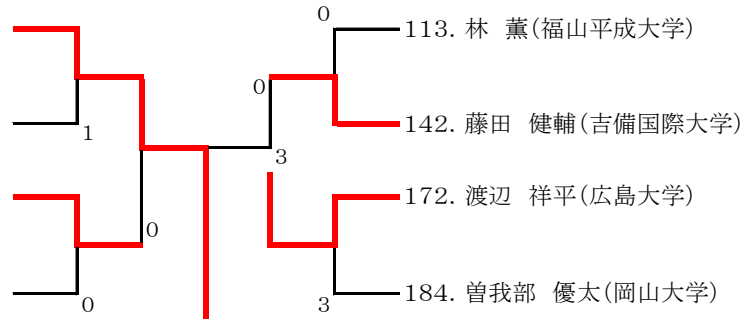 0
113. 林 薫(福山平成大学)
0
1
142. 藤田 健輔(吉備国際大学)
3
172. 渡辺 祥平(広島大学)
0
0
3
184. 曽我部 優太(岡山大学)